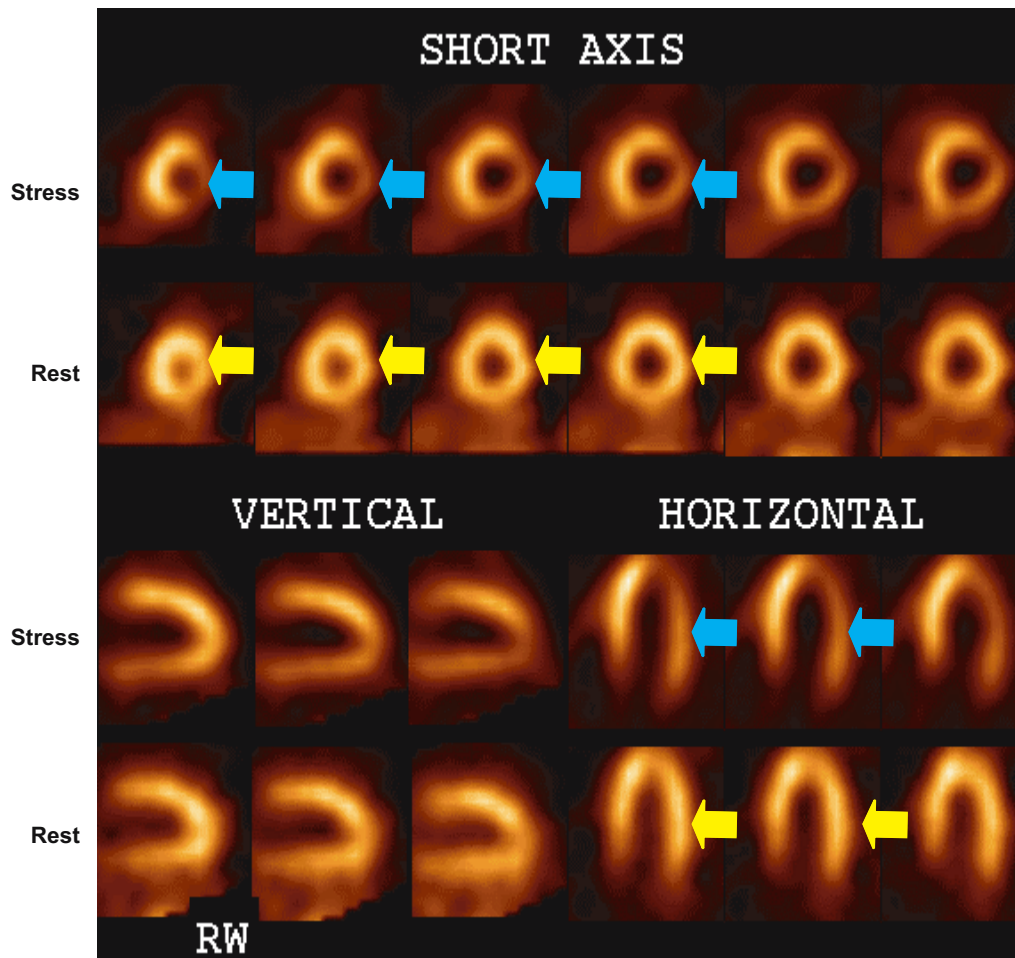 SHORT AXIS
Stress
Rest
VERTICAL HORIZONTAL
Stress
Rest
RW